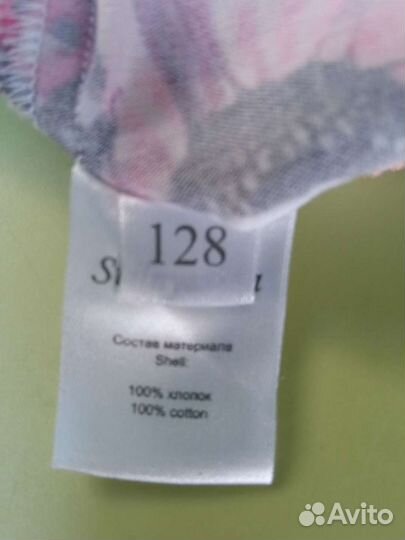 128
Состав материала
Shell:
100% хлопок
100% cotton
Avito